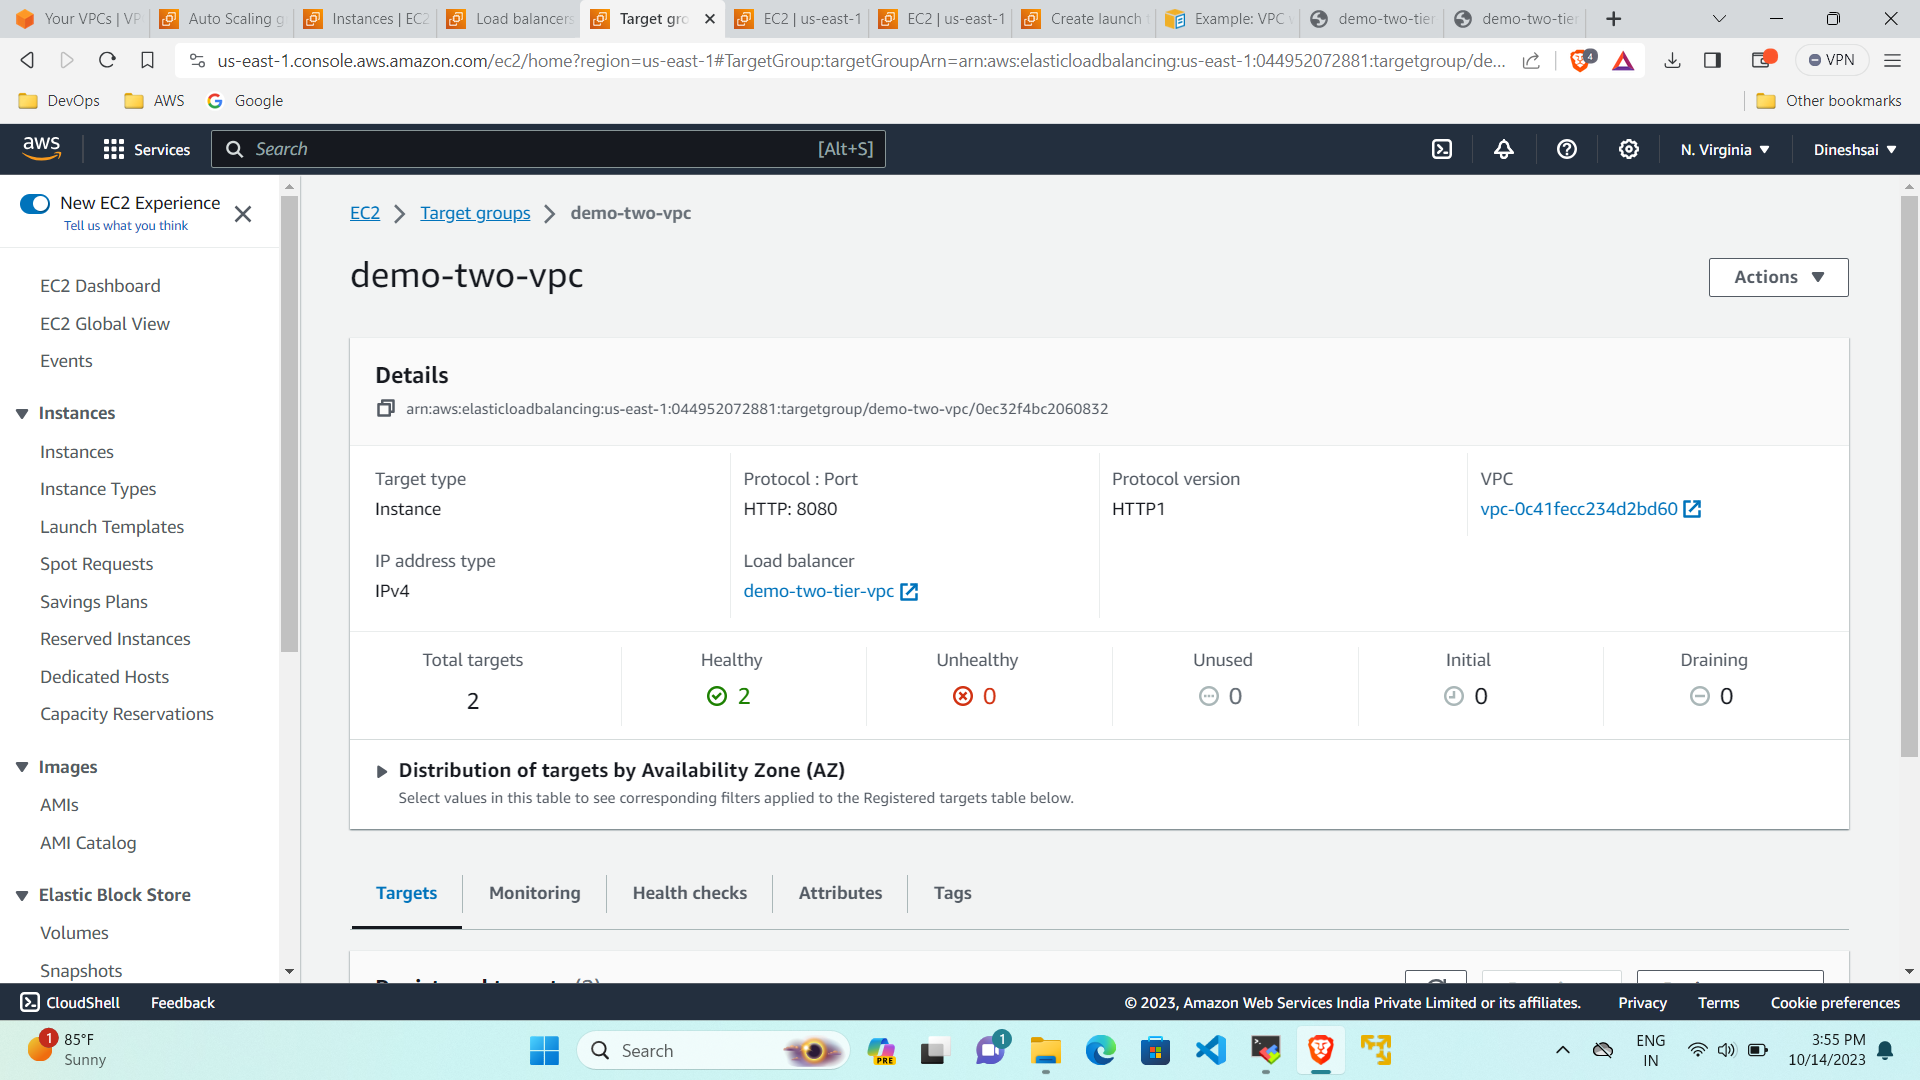 Your VPCs | VP
Auto Scaling g
Instances | EC2
Load balancers
Target gro
EC2 | us-east-1
EC2 | us-east-1
Create launch t
Example: VPC w
demo-two-tier
demo-two-tier
us-east-1.console.aws.amazon.com/ec2/home?region=us-east-1#TargetGroup:targetGroupArn=arn:aws:elasticloadbalancing:us-east-1:044952072881:targetgroup/de...
4
VPN
DevOps
AWS
Google
Other bookmarks
aws
Services
Search
[Alt+S]
N. Virginia
Dineshsai
New EC2 Experience
Tell us what you think
EC2 Dashboard
EC2 Global View
Events
Instances
Instances
Instance Types
Launch Templates
Spot Requests
Savings Plans
Reserved Instances
Dedicated Hosts
Capacity Reservations
Images
AMIs
AMI Catalog
Elastic Block Store
Volumes
Snapshots
EC2
Target groups
demo-two-vpc
demo-two-vpc
Actions
Details
arn:aws:elasticloadbalancing:us-east-1:044952072881:targetgroup/demo-two-vpc/0ec32f4bc2060832
Target type
Instance
Protocol : Port
HTTP: 8080
Protocol version
HTTP1
VPC
vpc-0c41fecc234d2bd60
IP address type
IPv4
Load balancer
demo-two-tier-vpc
Total targets
2
Healthy
2
Unhealthy
0
Unused
0
Initial
0
Draining
0
Distribution of targets by Availability Zone (AZ)
Select values in this table to see corresponding filters applied to the Registered targets table below.
Targets
Monitoring
Health checks
Attributes
Tags
Registered targets (2)
CloudShell
Feedback
© 2023, Amazon Web Services India Private Limited or its affiliates.
Privacy
Terms
Cookie preferences
1
85°F
Sunny
Search
PRE
1
ENG
IN
3:55 PM
10/14/2023